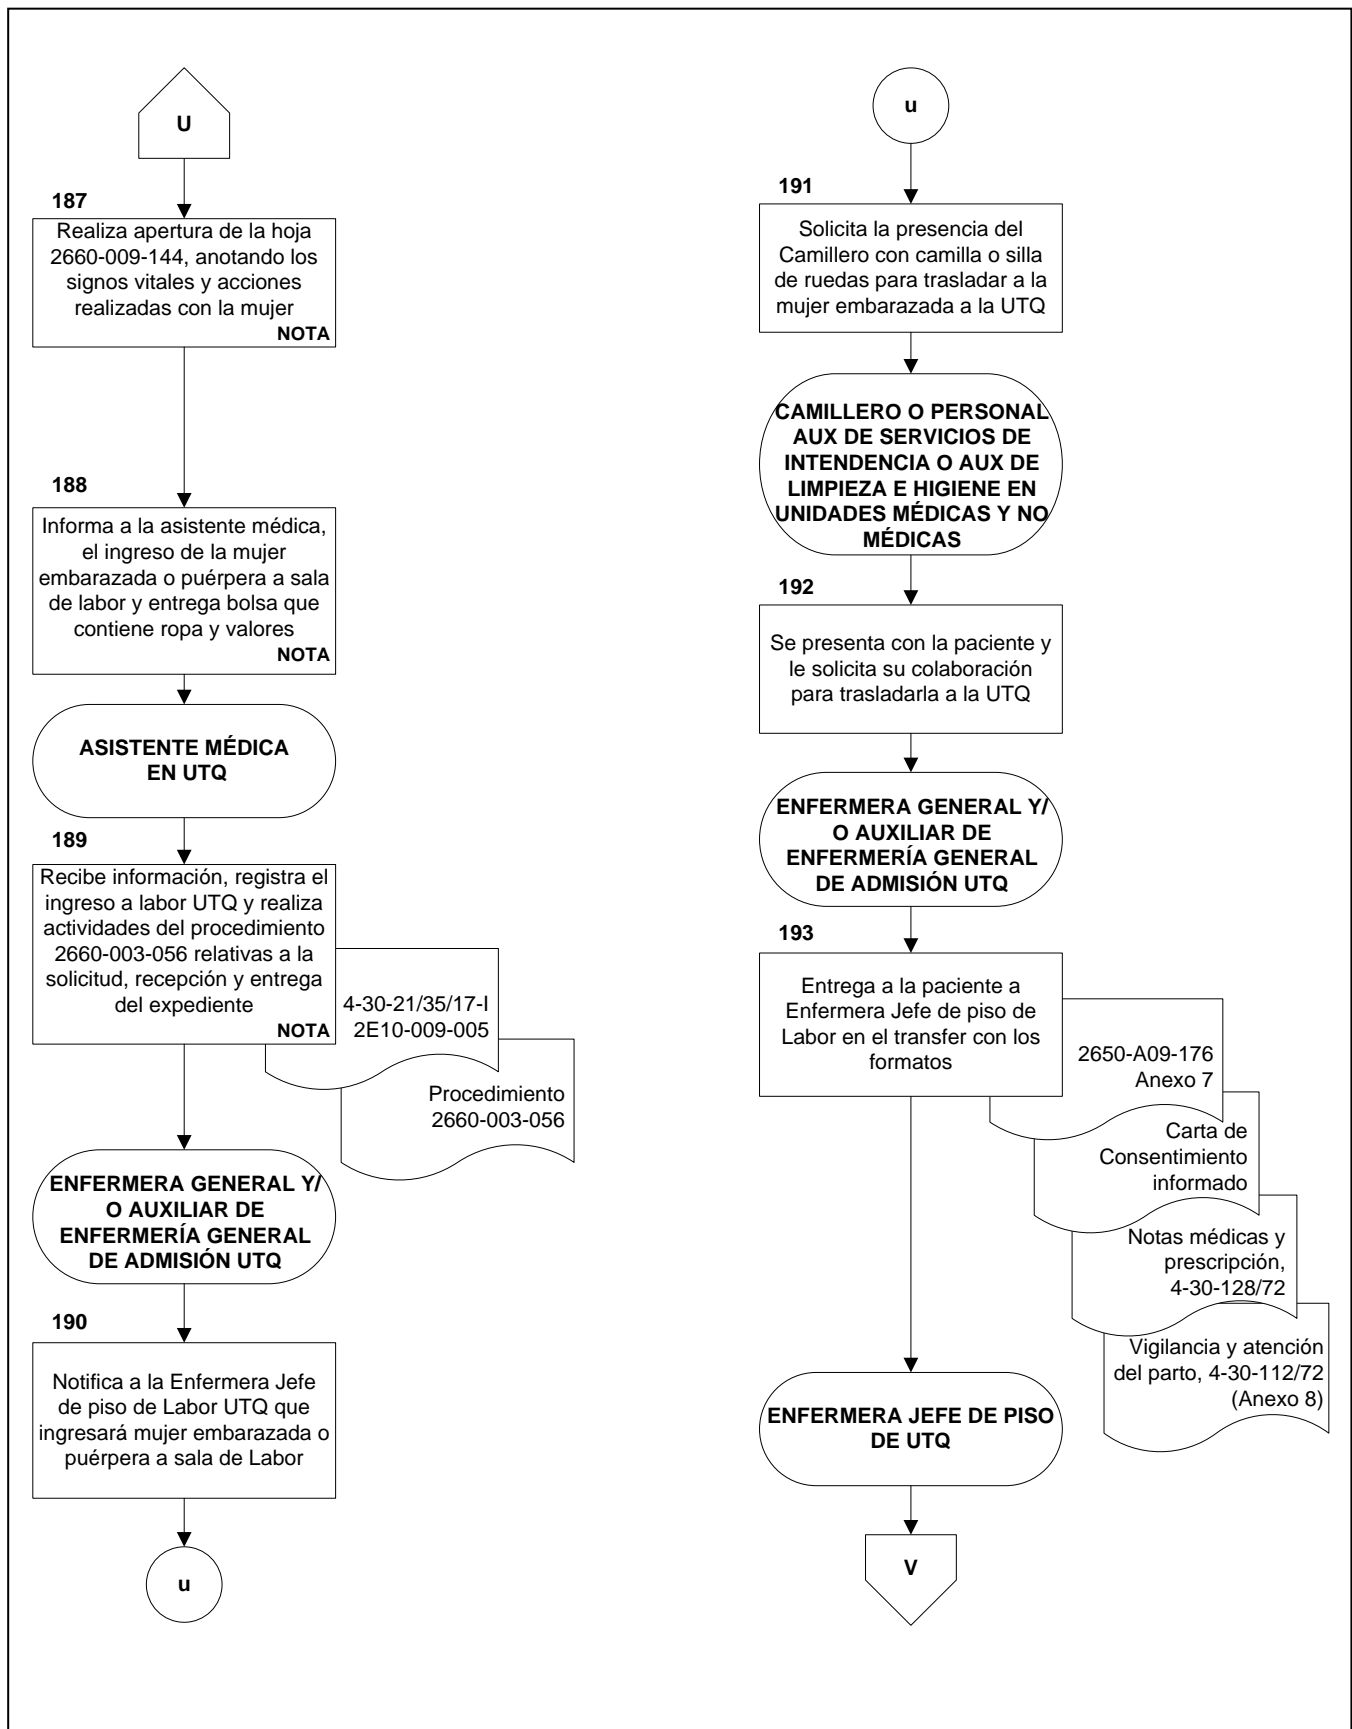 U
187
Realiza apertura de la hoja
2660-009-144, anotando los
signos vitales y acciones
realizadas con la mujer
NOTA
188
Informa a la asistente médica,
el ingreso de la mujer
embarazada o puérpera a sala
de labor y entrega bolsa que
contiene ropa y valores
NOTA
ASISTENTE MÉDICA
EN UTQ
189
Recibe información, registra el
ingreso a labor UTQ y realiza
actividades del procedimiento
2660-003-056 relativas a la
solicitud, recepción y entrega
del expediente
NOTA
4-30-21/35/17-I
2E10-009-005
Procedimiento
2660-003-056
ENFERMERA GENERAL Y/
O AUXILIAR DE
ENFERMERÍA GENERAL
DE ADMISIÓN UTQ
190
Notifica a la Enfermera Jefe
de piso de Labor UTQ que
ingresará mujer embarazada o
puérpera a sala de Labor
u
u
191
Solicita la presencia del
Camillero con camilla o silla
de ruedas para trasladar a la
mujer embarazada a la UTQ
CAMILLERO O PERSONAL
AUX DE SERVICIOS DE
INTENDENCIA O AUX DE
LIMPIEZA E HIGIENE EN
UNIDADES MÉDICAS Y NO
MÉDICAS
192
Se presenta con la paciente y
le solicita su colaboración
para trasladarla a la UTQ
ENFERMERA GENERAL Y/
O AUXILIAR DE
ENFERMERÍA GENERAL
DE ADMISIÓN UTQ
193
Entrega a la paciente a
Enfermera Jefe de piso de
Labor en el transfer con los
formatos
2650-A09-176
Anexo 7
Carta de
Consentimiento
informado
Notas médicas y
prescripción,
4-30-128/72
Vigilancia y atención
del parto, 4-30-112/72
(Anexo 8)
ENFERMERA JEFE DE PISO
DE UTQ
V